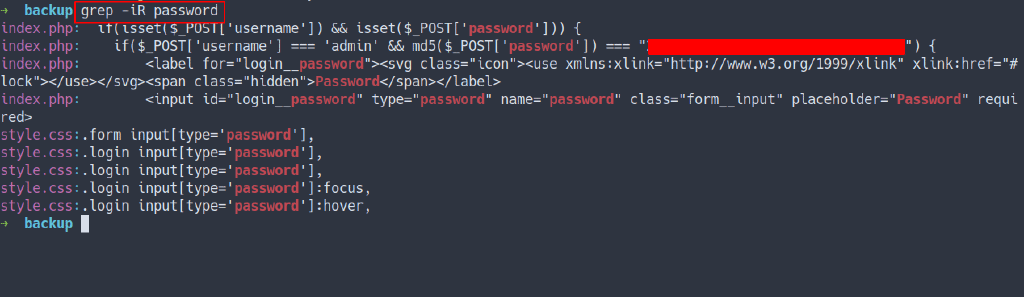 → backup grep -iR password
index.php: if(isset($_POST['username']) && isset($_POST['password'])) {
index.php: if($_POST['username'] === 'admin' && md5($_POST['password']) === "") {
index.php: <label for="login__password"><svg class="icon"><use xmlns:xlink="http://www.w3.org/1999/xlink" xlink:href="#
lock"></use></svg><span class="hidden">Password</span></label>
index.php: <input id="login__password" type="password" name="password" class="form__input" placeholder="Password" requi
red>
style.css:.form input[type='password'],
style.css:.login input[type='password'],
style.css:.login input[type='password'],
style.css:.login input[type='password']:focus,
style.css:.login input[type='password']:hover,
→ backup